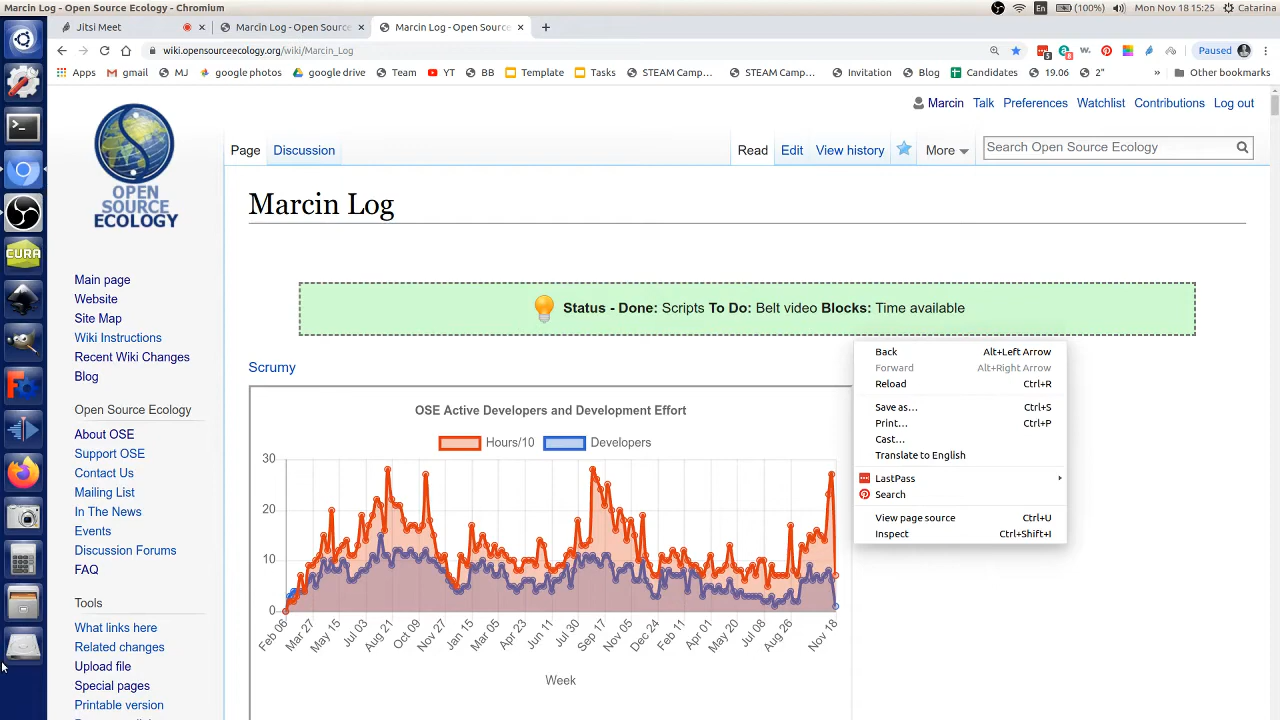 Marcin Log - Open Source Ecology - Chromium
En
(100%)
Mon Nov 18 15:25
Catarina
Jitsi Meet
Marcin Log - Open Source
Marcin Log - Open Source
wiki.opensourceecology.org/wiki/Marcin_Log
Paused
Apps
gmail
MJ
google photos
google drive
Team
YT
BB
Template
Tasks
STEAM Camp...
STEAM Camp...
Invitation
Blog
Candidates
19.06
2"
»
Other bookmarks
Marcin
Talk
Preferences
Watchlist
Contributions
Log out
Page
Discussion
Read
Edit
View history
More
Search Open Source Ecology
OPEN
SOURCE
ECOLOGY
Marcin Log
Status - Done: Scripts To Do: Belt video Blocks: Time available
Main page
Website
Site Map
Wiki Instructions
Recent Wiki Changes
Blog
Open Source Ecology
About OSE
Support OSE
Contact Us
Mailing List
In The News
Events
Discussion Forums
FAQ
Tools
What links here
Related changes
Upload file
Special pages
Printable version
Scrumy
OSE Active Developers and Development Effort
Hours/10
Developers
30
20
10
0
Feb 06
Mar 27
May 15
Jul 03
Aug 21
Oct 09
Nov 27
Jan 15
Mar 05
Apr 23
Jun 11
Jul 30
Sep 17
Nov 05
Dec 24
Feb 11
Apr 01
May 26
Jul 08
Aug 26
Nov 18
Week
Back Alt+Left Arrow
Forward Alt+Right Arrow
Reload Ctrl+R
Save as... Ctrl+S
Print... Ctrl+P
Cast...
Translate to English
LastPass
Search
View page source Ctrl+U
Inspect Ctrl+Shift+I
CURA